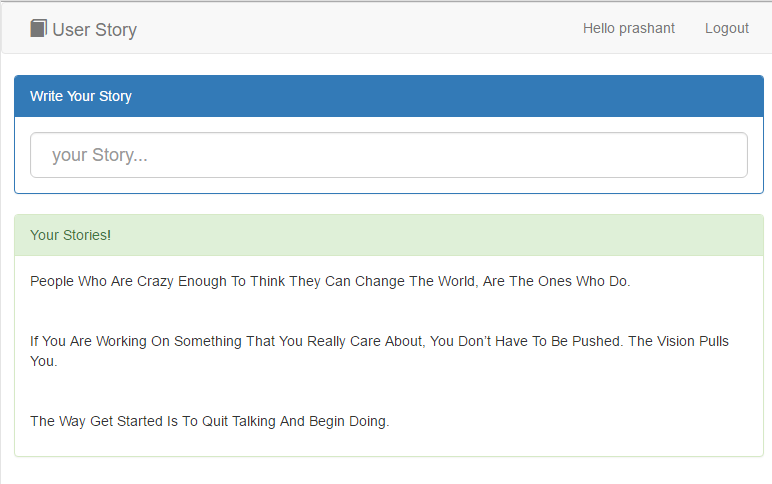 User Story
Hello prashant
Logout
Write Your Story
your Story...
Your Stories!
People Who Are Crazy Enough To Think They Can Change The World, Are The Ones Who Do.
If You Are Working On Something That You Really Care About, You Don't Have To Be Pushed. The Vision Pulls
You.
The Way Get Started Is To Quit Talking And Begin Doing.